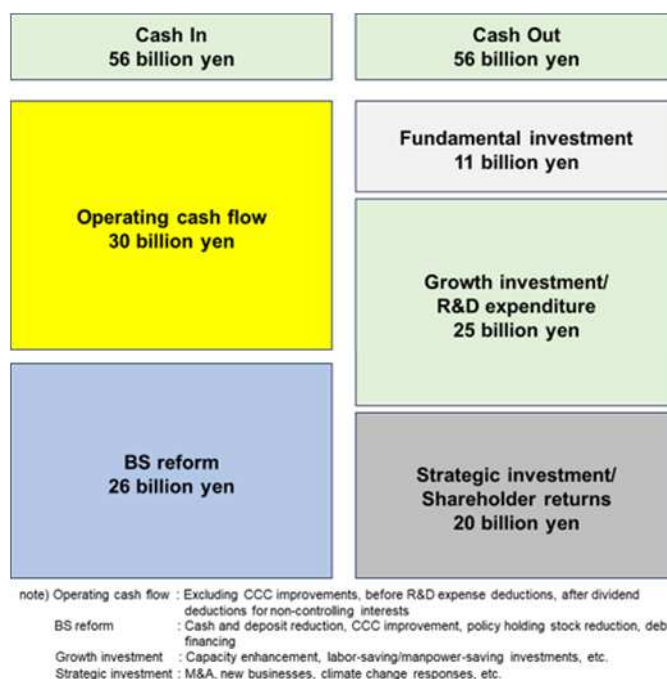 Cash In
56 billion yen
Cash Out
56 billion yen
Operating cash flow
30 billion yen
BS reform
26 billion yen
Fundamental investment
11 billion yen
Growth investment/
R&D expenditure
25 billion yen
Strategic investment/
Shareholder returns
20 billion yen
note) Operating cash flow : Excluding CCC improvements, before R&D expense deductions, after dividend
deductions for non-controlling interests
BS reform : Cash and deposit reduction, CCC improvement, policy holding stock reduction,
financing
Growth investment : Capacity enhancement, labor-saving/manpower-saving investments, etc.
Strategic investment : M&A, new businesses, climate change responses, etc.